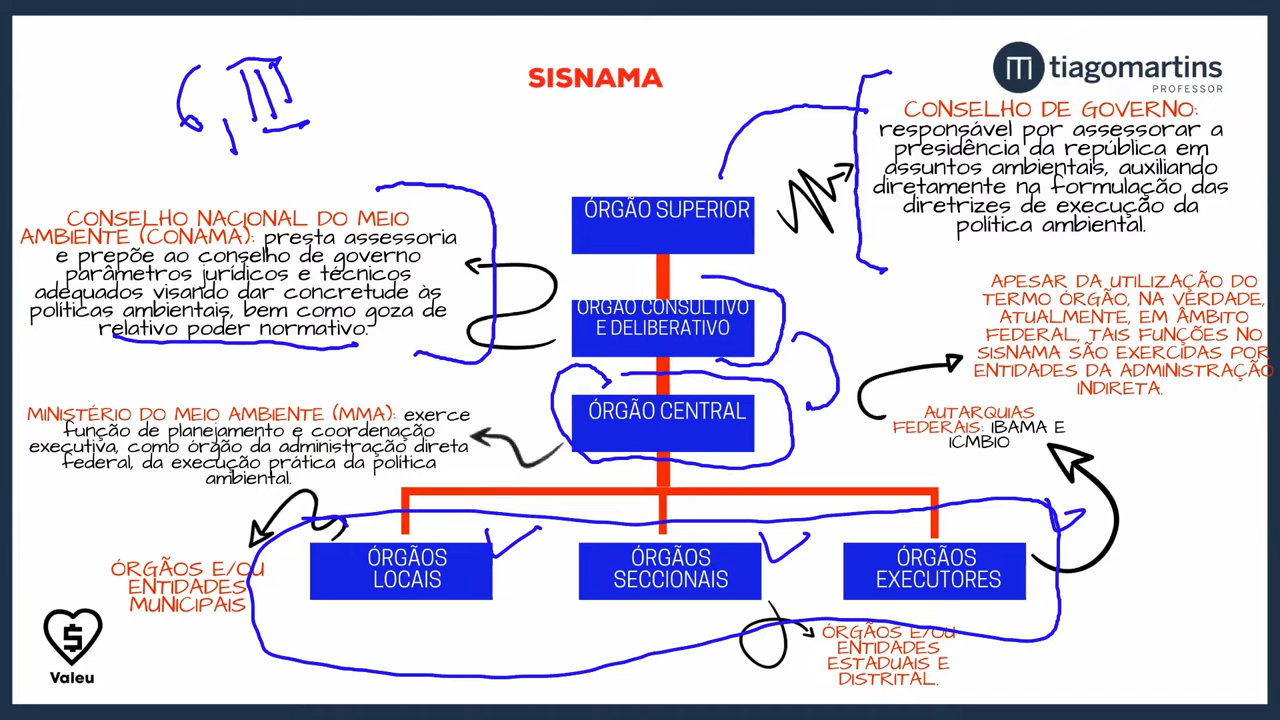 SISNAMA
tiagomartins
PROFESSOR
CONSELHO DE GOVERNO:
responsável por assessorar a
presidência da república em
assuntos ambientais, auxiliando
diretamente na formulação das
diretrizes de execução da
política ambiental.
ÓRGÃO SUPERIOR
CONSELHO NACIONAL DO MEIO
AMBIENTE (CONAMA): presta assessoria
e prepõe ao conselho de governo
parâmetros jurídicos e técnicos
adequados visando dar concretude às
políticas ambientais, bem como goza de
relativo poder normativo.
ÓRGÃO CONSULTIVO
E DELIBERATIVO
APESAR DA UTILIZAÇÃO DO
TERMO ÓRGÃO, NA VERDADE,
ATUALMENTE, EM ÂMBITO
FEDERAL, TAIS FUNÇÕES NO
SISNAMA SÃO EXERCIDAS POR
ENTIDADES DA ADMINISTRAÇÃO
INDIRETA.
ÓRGÃO CENTRAL
MINISTÉRIO DO MEIO AMBIENTE (MMA): exerce
função de planejamento e coordenação
executiva, como órgão da administração direta
federal, da execução prática da política
ambiental.
AUTARQUIAS
FEDERAIS: IBAMA E
ICMBIO
ÓRGÃOS
LOCAIS
ÓRGÃOS
SECCIONAIS
ÓRGÃOS
EXECUTORES
ÓRGÃOS E/OU
ENTIDADES
MUNICIPAIS
ÓRGÃOS E/OU
ENTIDADES
ESTADUAIS E
DISTRITAL.
$
Valeu